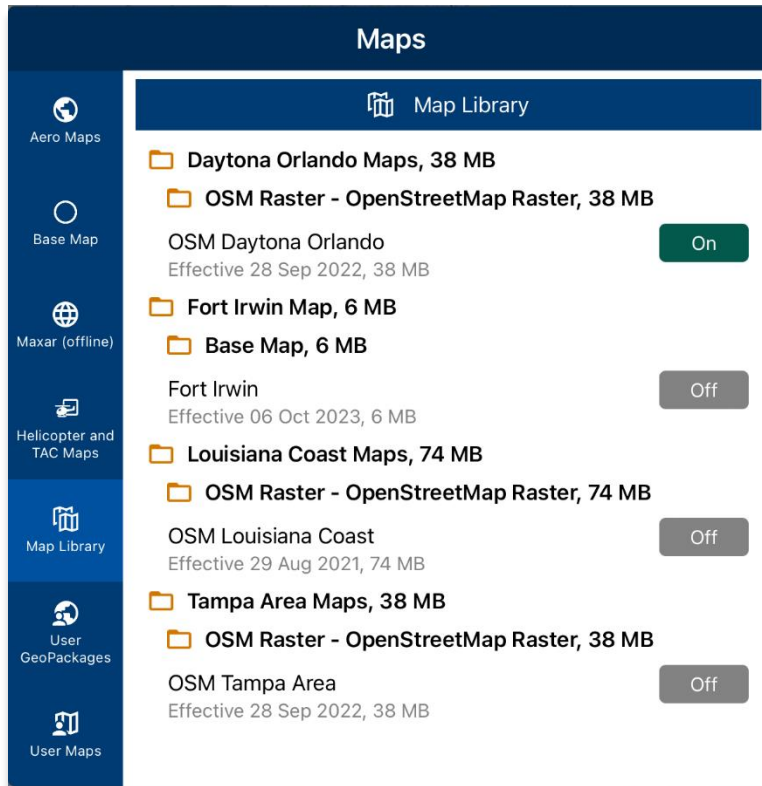 Maps
Aero Maps
Base Map
Maxar (offline)
Helicopter and
TAC Maps
Map Library
User
GeoPackages
User Maps
Map Library
Daytona Orlando Maps, 38 MB
OSM Raster - OpenStreetMap Raster, 38 MB
OSM Daytona Orlando
On
Effective 28 Sep 2022, 38 MB
Fort Irwin Map, 6 MB
Base Map, 6 MB
Fort Irwin
Off
Effective 06 Oct 2023, 6 MB
Louisiana Coast Maps, 74 MB
OSM Raster - OpenStreetMap Raster, 74 MB
OSM Louisiana Coast
Off
Effective 29 Aug 2021, 74 MB
Tampa Area Maps, 38 MB
OSM Raster - OpenStreetMap Raster, 38 MB
OSM Tampa Area
Off
Effective 28 Sep 2022, 38 MB